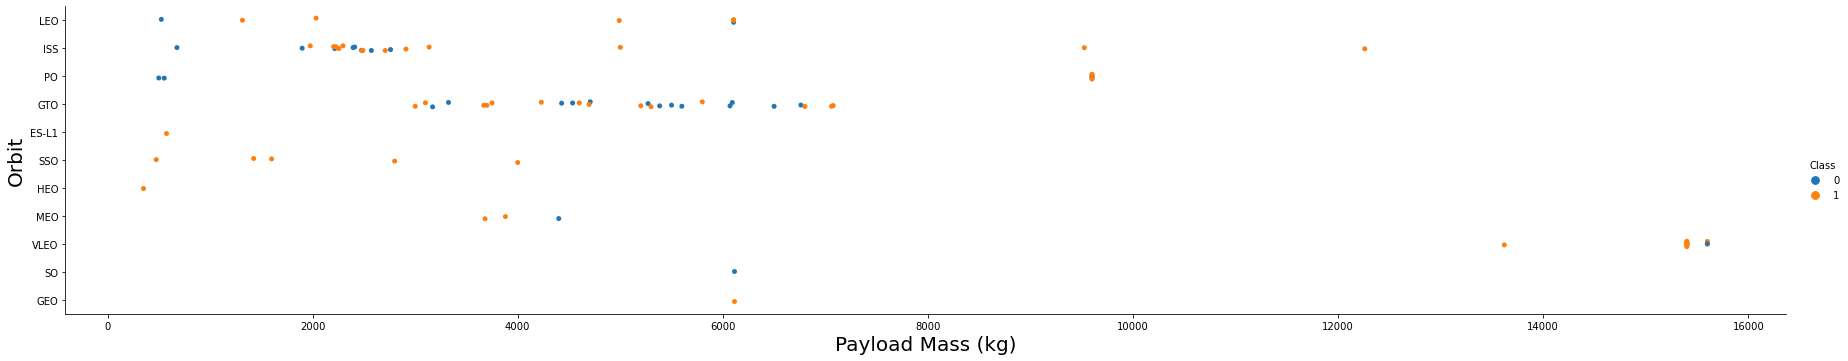 LEO
ISS
PO
GTO
ES-L1
SSO
HEO
MEO
VLEO
SO
GEO
Orbit
0 2000 4000 6000 8000 10000 12000 14000 16000
Payload Mass (kg)
Class
0
1